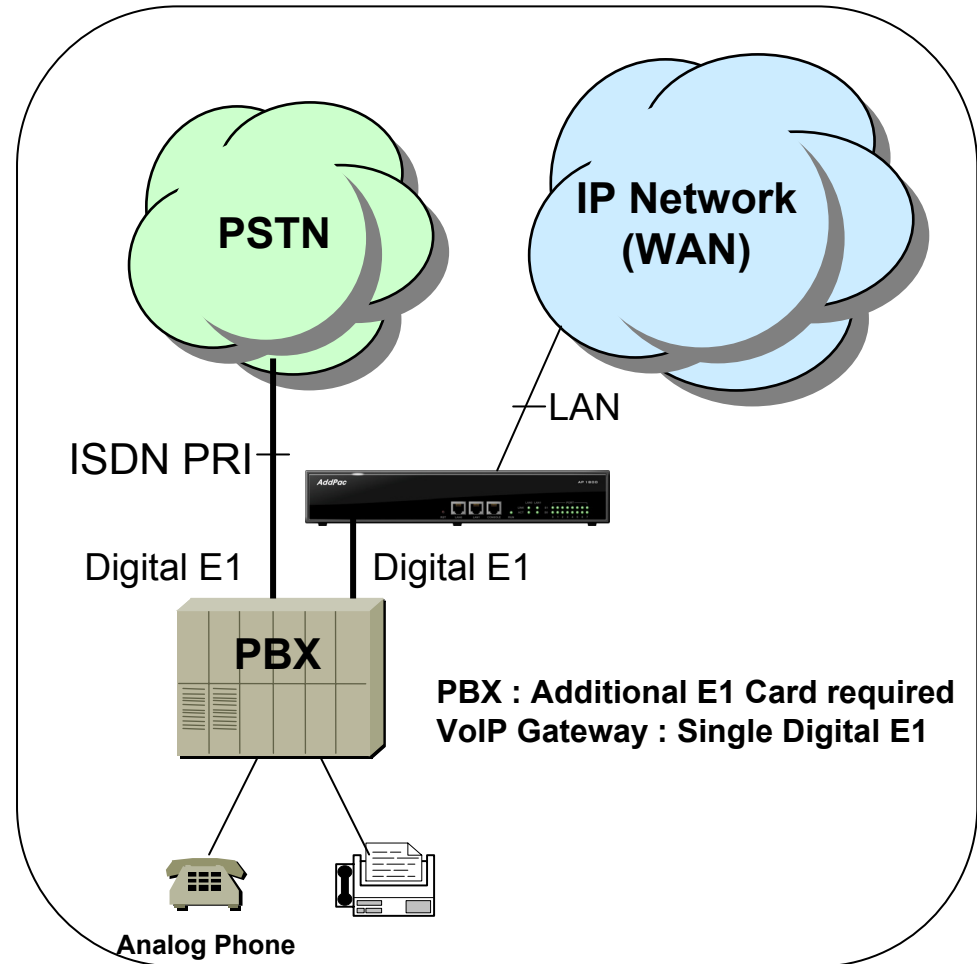 PSTN
IP Network
(WAN)
LAN
ISDN PRI
AddPac
Digital E1
Digital E1
PBX
PBX : Additional E1 Card required
VoIP Gateway : Single Digital E1
Analog Phone